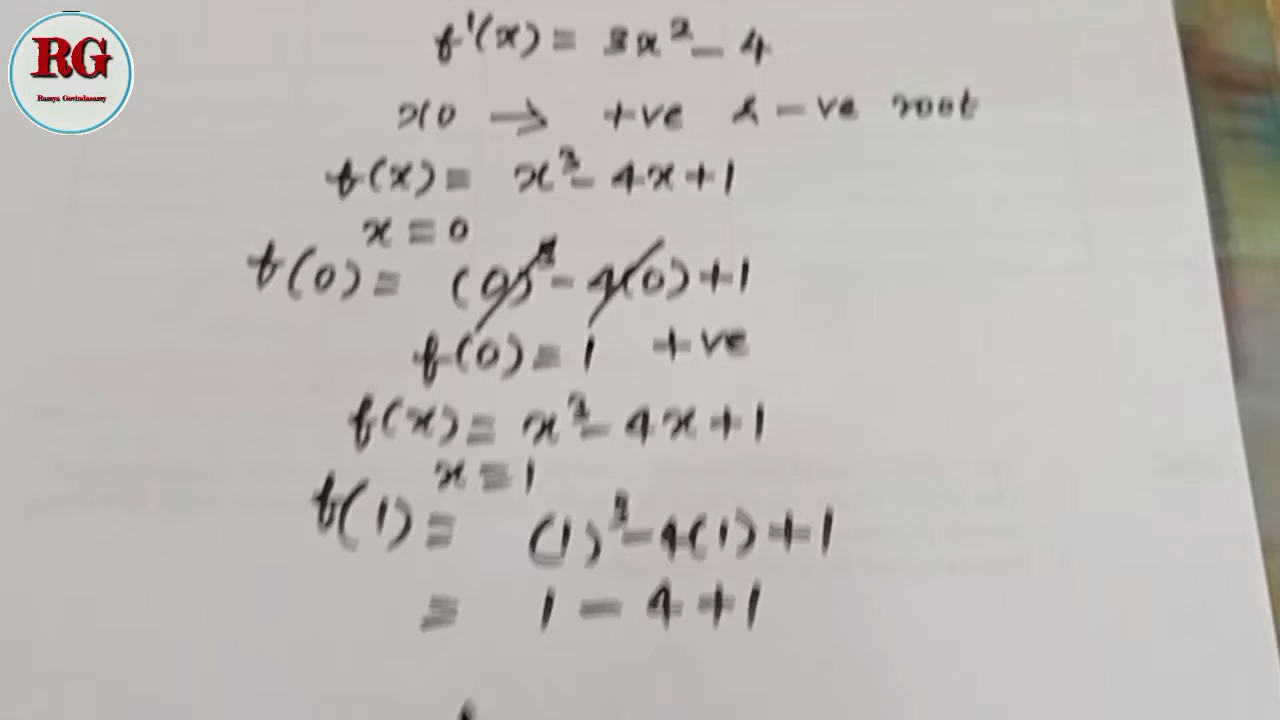 RG
Ramya Govindasamy
f'(x) = 3x² - 4
x0 → +ve & -ve root
f(x) = x³ - 4x + 1
x = 0
f(0) = (0)³ - 4(0) + 1
f(0) = 1 +ve
f(x) = x³ - 4x + 1
x = 1
f(1) = (1)³ - 4(1) + 1
= 1 - 4 + 1